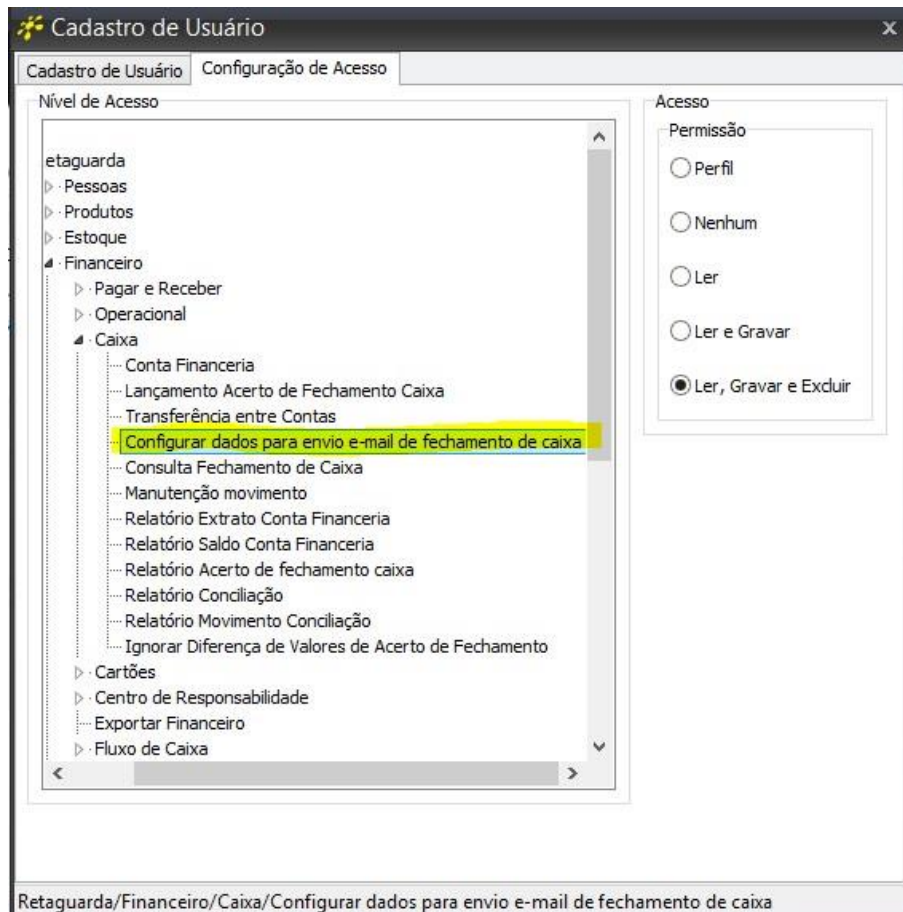 Cadastro de Usuário
x
Cadastro de Usuário
Configuração de Acesso
Nível de Acesso
etaguarda
Pessoas
Produtos
Estoque
Financeiro
Pagar e Receber
Operacional
Caixa
Conta Financeria
Lançamento Acerto de Fechamento Caixa
Transferência entre Contas
Configurar dados para envio e-mail de fechamento de caixa
Consulta Fechamento de Caixa
Manutenção movimento
Relatório Extrato Conta Financeria
Relatório Saldo Conta Financeria
Relatório Acerto de fechamento caixa
Relatório Conciliação
Relatório Movimento Conciliação
Ignorar Diferença de Valores de Acerto de Fechamento
Cartões
Centro de Responsabilidade
Exportar Financeiro
Fluxo de Caixa
Acesso
Permissão
Perfil
Nenhum
Ler
Ler e Gravar
Ler, Gravar e Excluir
Retaguarda/Financeiro/Caixa/Configurar dados para envio e-mail de fechamento de caixa